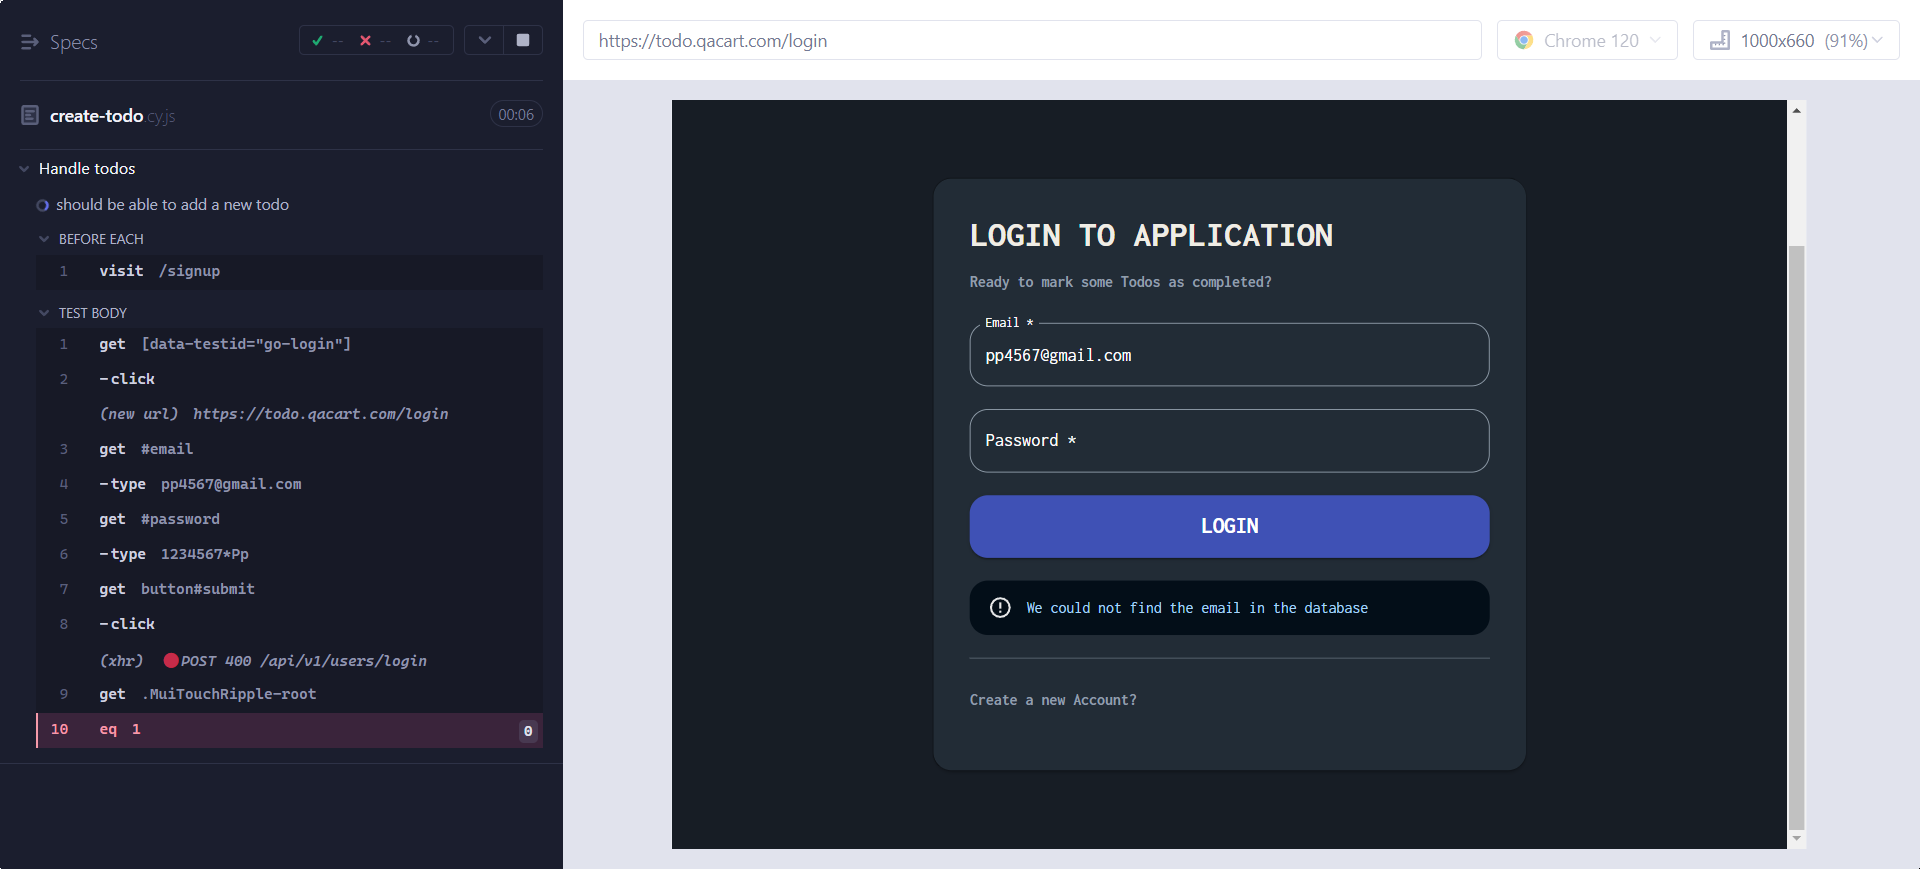 Specs
-- -- --
create-todo.cy.js
00:06
Handle todos
should be able to add a new todo
BEFORE EACH
1 visit /signup
TEST BODY
1 get [data-testid="go-login"]
2 -click
(new url) https://todo.qacart.com/login
3 get #email
4 -type pp4567@gmail.com
5 get #password
6 -type 1234567*Pp
7 get button#submit
8 -click
(xhr) POST 400 /api/v1/users/login
9 get .MuiTouchRipple-root
10 eq 1 0
https://todo.qacart.com/login
Chrome 120
1000x660 (91%)
LOGIN TO APPLICATION
Ready to mark some Todos as completed?
Email *
pp4567@gmail.com
Password *
LOGIN
We could not find the email in the database
Create a new Account?